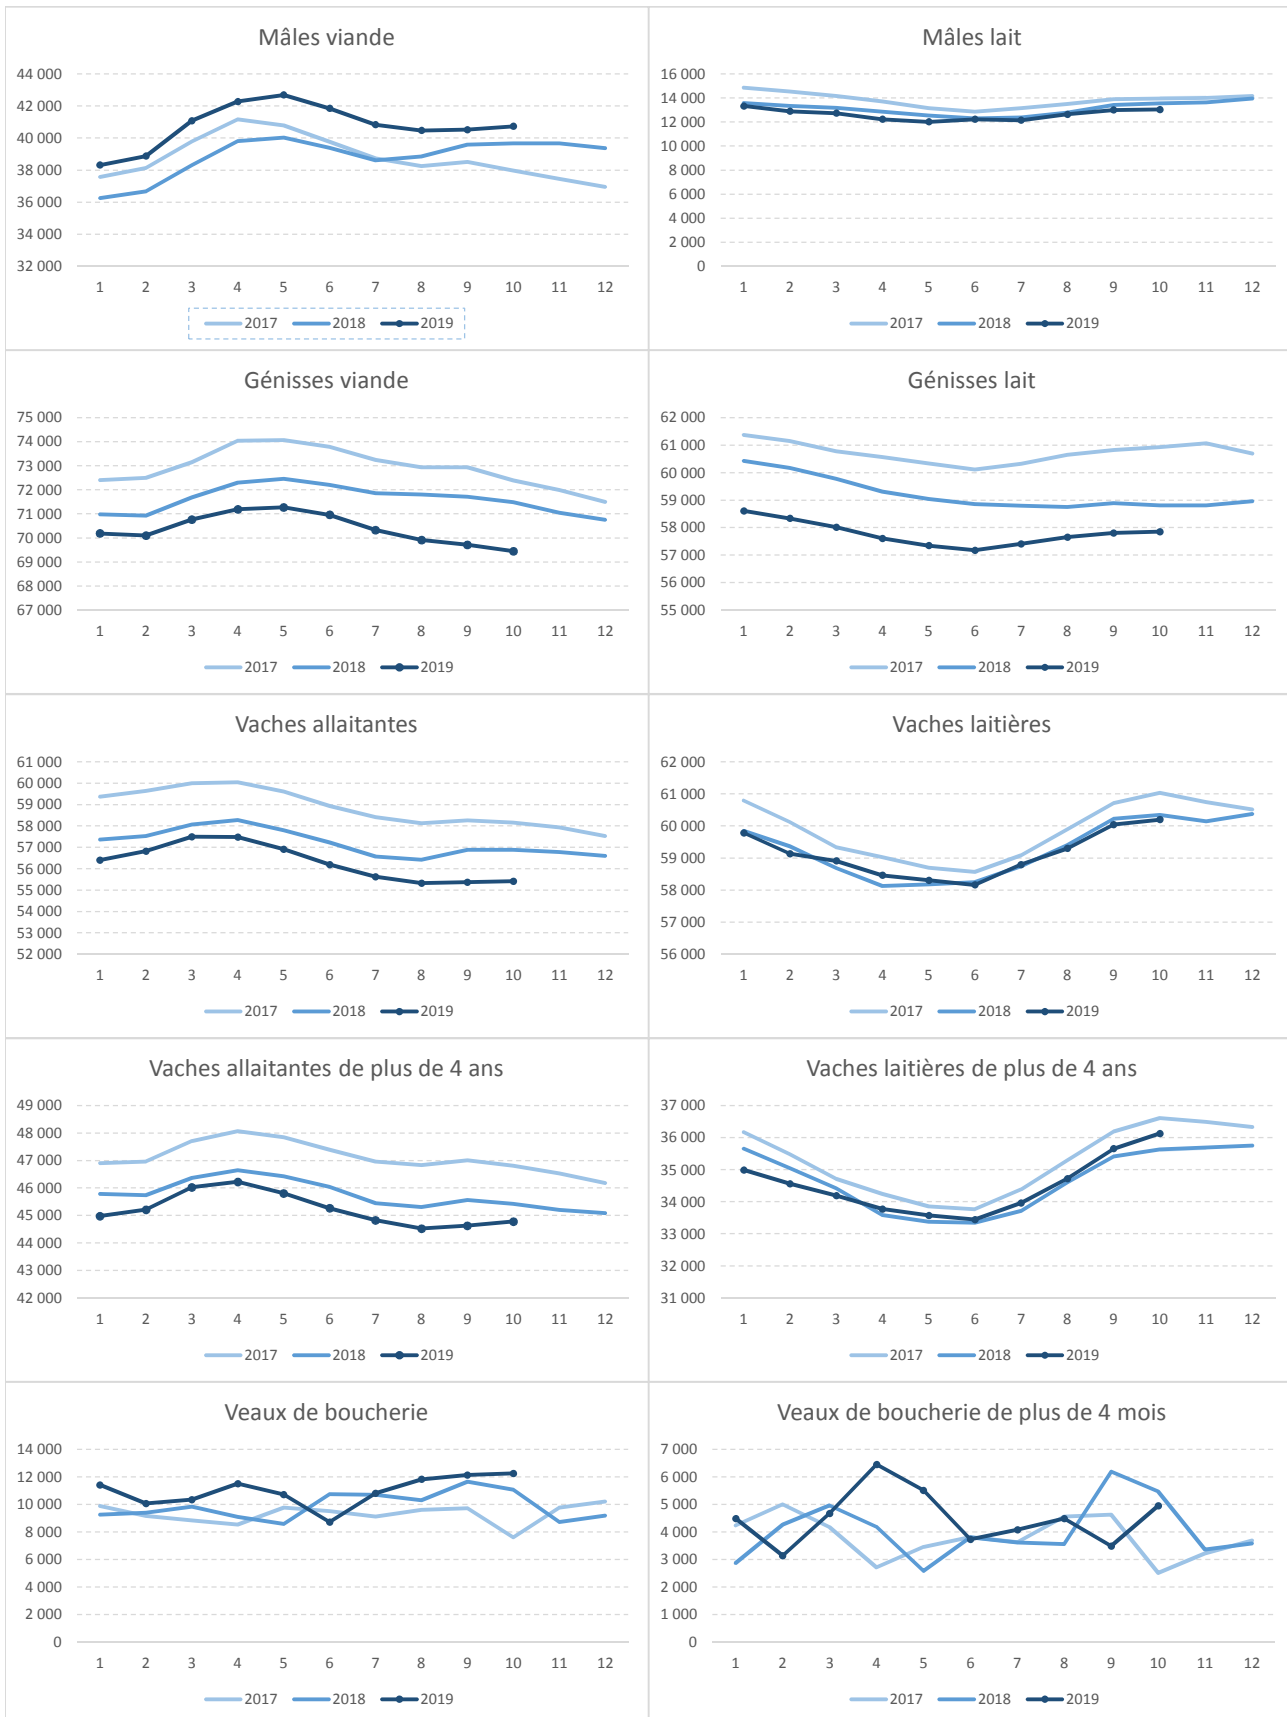 Mâles viande
44 000
42 000
40 000
38 000
36 000
34 000
32 000
1 2 3 4 5 6 7 8 9 10 11 12
2017 2018 2019
Mâles lait
16 000
14 000
12 000
10 000
8 000
6 000
4 000
2 000
0
1 2 3 4 5 6 7 8 9 10 11 12
2017 2018 2019
Génisses viande
75 000
74 000
73 000
72 000
71 000
70 000
69 000
68 000
67 000
1 2 3 4 5 6 7 8 9 10 11 12
2017 2018 2019
Génisses lait
62 000
61 000
60 000
59 000
58 000
57 000
56 000
55 000
1 2 3 4 5 6 7 8 9 10 11 12
2017 2018 2019
Vaches allaitantes
61 000
60 000
59 000
58 000
57 000
56 000
55 000
54 000
53 000
52 000
1 2 3 4 5 6 7 8 9 10 11 12
2017 2018 2019
Vaches laitières
62 000
61 000
60 000
59 000
58 000
57 000
56 000
1 2 3 4 5 6 7 8 9 10 11 12
2017 2018 2019
Vaches allaitantes de plus de 4 ans
49 000
48 000
47 000
46 000
45 000
44 000
43 000
42 000
1 2 3 4 5 6 7 8 9 10 11 12
2017 2018 2019
Vaches laitières de plus de 4 ans
37 000
36 000
35 000
34 000
33 000
32 000
31 000
1 2 3 4 5 6 7 8 9 10 11 12
2017 2018 2019
Veaux de boucherie
14 000
12 000
10 000
8 000
6 000
4 000
2 000
0
1 2 3 4 5 6 7 8 9 10 11 12
2017 2018 2019
Veaux de boucherie de plus de 4 mois
7 000
6 000
5 000
4 000
3 000
2 000
1 000
0
1 2 3 4 5 6 7 8 9 10 11 12
2017 2018 2019